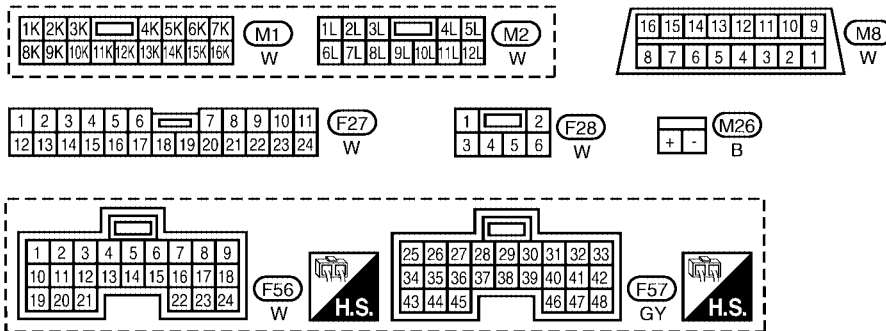 1K 2K 3K 4K 5K 6K 7K
8K 9K 10K 11K 12K 13K 14K 15K 16K
M1
W
1L 2L 3L 4L 5L
6L 7L 8L 9L 10L 11L 12L
M2
W
16 15 14 13 12 11 10 9
8 7 6 5 4 3 2 1
M8
W
1 2 3 4 5 6 7 8 9 10 11
12 13 14 15 16 17 18 19 20 21 22 23 24
F27
W
1 2
3 4 5 6
F28
W
+ -
M26
B
1 2 3 4 5 6 7 8 9
10 11 12 13 14 15 16 17 18
19 20 21 22 23 24
F56
W
H.S.
25 26 27 28 29 30 31 32 33
34 35 36 37 38 39 40 41 42
43 44 45 46 47 48
F57
GY
H.S.